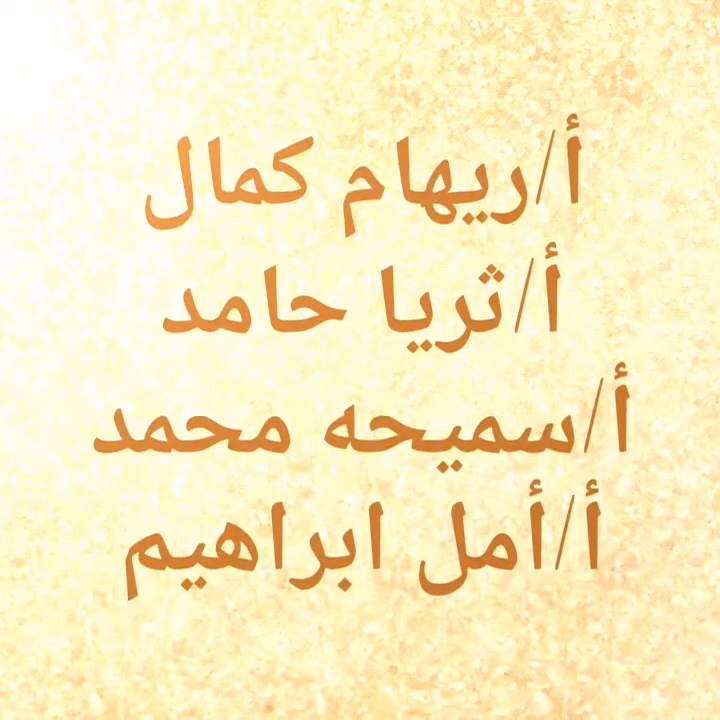 أ/ريهام كمال
أ/ثريا حامد
أ/سميحه محمد
أ/أمل ابراهيم